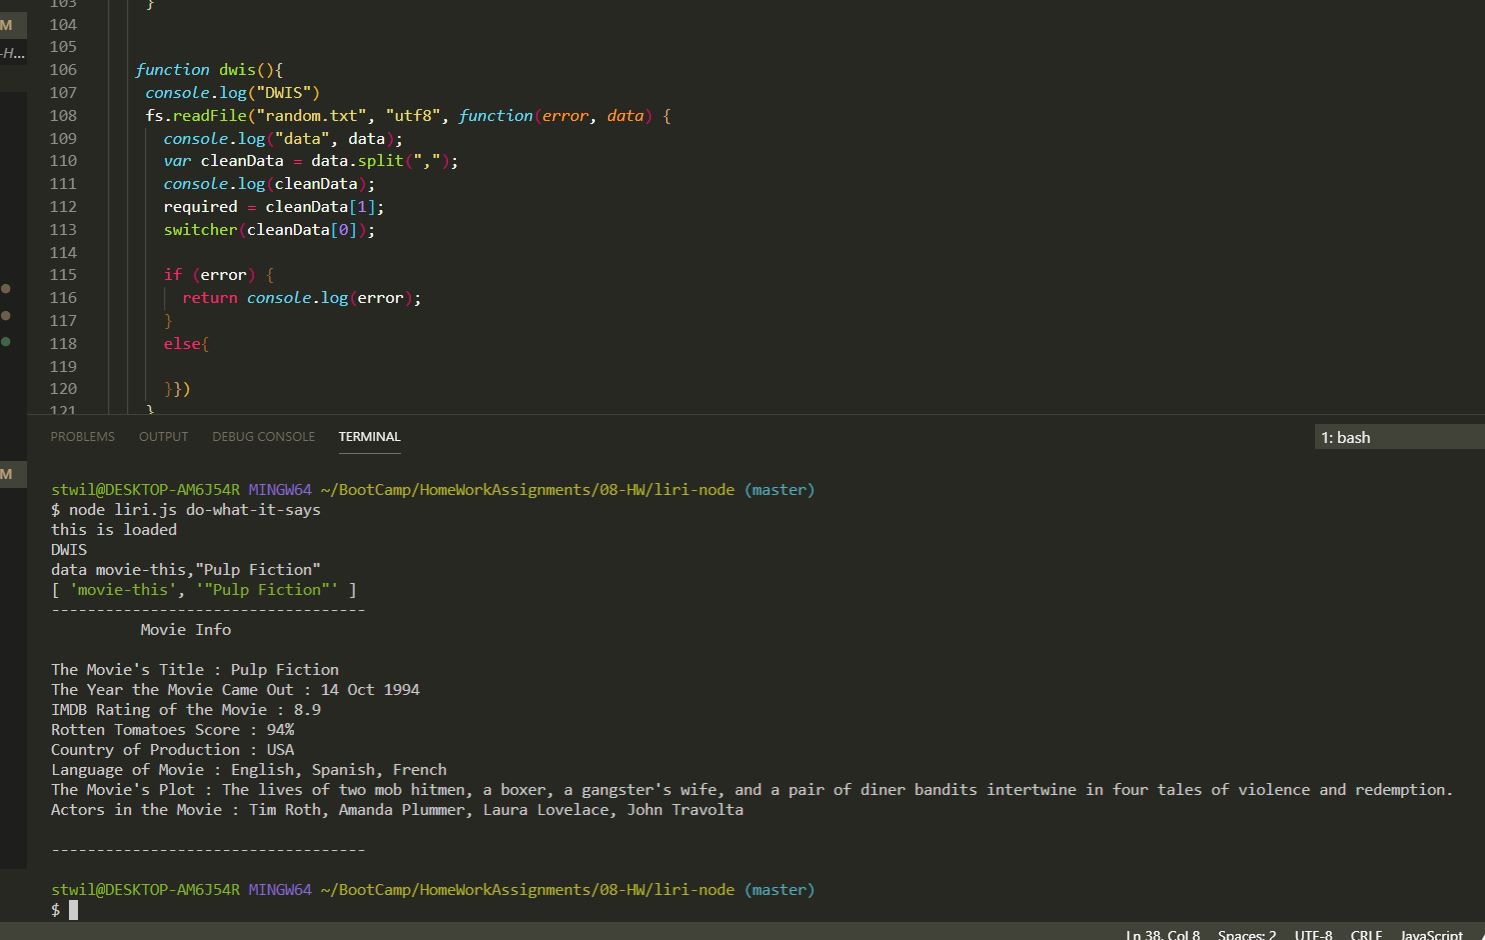 103 }
M
104
-H...
105
106 function dwis(){
107 console.log("DWIS")
108 fs.readFile("random.txt", "utf8", function(error, data) {
109 console.log("data", data);
110 var cleanData = data.split(",");
111 console.log(cleanData);
112 required = cleanData[1];
113 switcher(cleanData[0]);
114
115 if (error) {
116 return console.log(error);
117 }
118 else{
119
120 }})
121 }
PROBLEMS OUTPUT DEBUG CONSOLE TERMINAL 1: bash
M
stwil@DESKTOP-AM6J54R MINGW64 ~/BootCamp/HomeWorkAssignments/08-HW/liri-node (master)
$ node liri.js do-what-it-says
this is loaded
DWIS
data movie-this,"Pulp Fiction"
[ 'movie-this', '"Pulp Fiction"' ]
-----------------------------------
Movie Info
The Movie's Title : Pulp Fiction
The Year the Movie Came Out : 14 Oct 1994
IMDB Rating of the Movie : 8.9
Rotten Tomatoes Score : 94%
Country of Production : USA
Language of Movie : English, Spanish, French
The Movie's Plot : The lives of two mob hitmen, a boxer, a gangster's wife, and a pair of diner bandits intertwine in four tales of violence and redemption.
Actors in the Movie : Tim Roth, Amanda Plummer, Laura Lovelace, John Travolta
-----------------------------------
stwil@DESKTOP-AM6J54R MINGW64 ~/BootCamp/HomeWorkAssignments/08-HW/liri-node (master)
$
Ln 38, Col 8 Spaces: 2 UTF-8 CRLF JavaScript